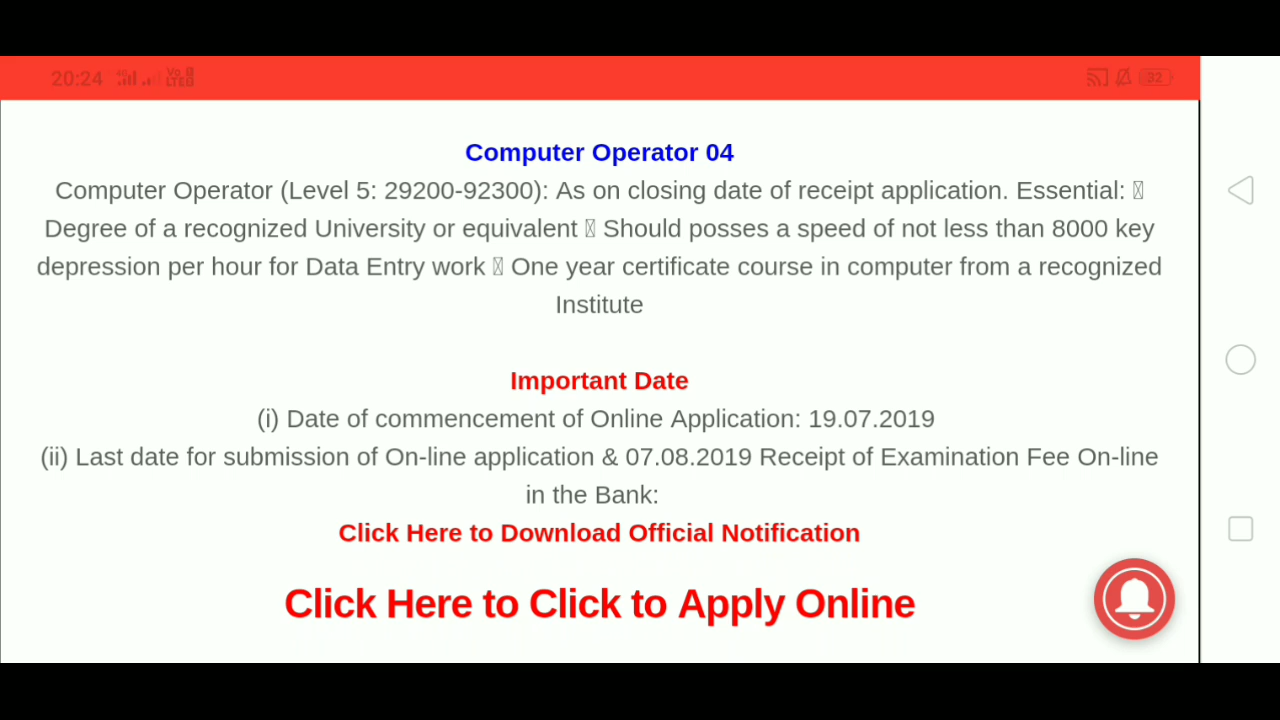 20:24
Vo LTE
92
Computer Operator 04
Computer Operator (Level 5: 29200-92300): As on closing date of receipt application. Essential:
Degree of a recognized University or equivalent Should posses a speed of not less than 8000 key
depression per hour for Data Entry work One year certificate course in computer from a recognized
Institute
Important Date
(i) Date of commencement of Online Application: 19.07.2019
(ii) Last date for submission of On-line application & 07.08.2019 Receipt of Examination Fee On-line
in the Bank:
Click Here to Download Official Notification
Click Here to Click to Apply Online